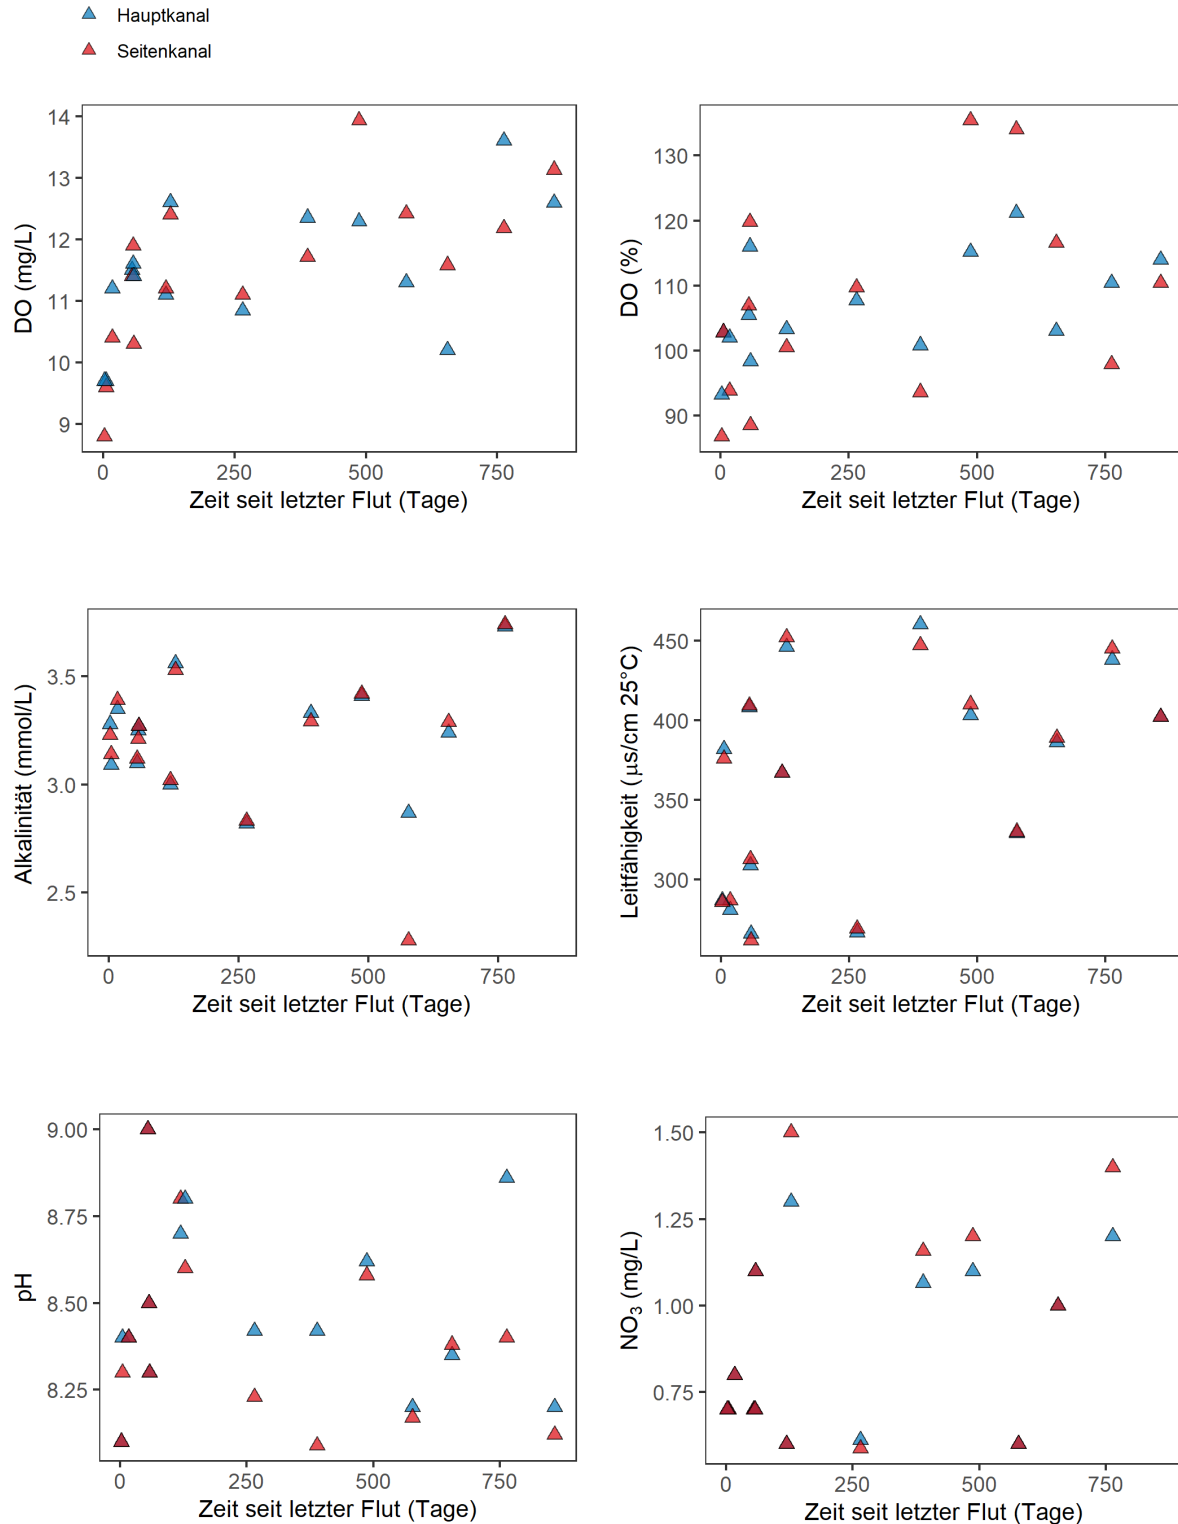 Hauptkanal
Seitenkanal
DO (mg/L)
14
13
12
11
10
9
0 250 500 750
Zeit seit letzter Flut (Tage)
DO (%)
130
120
110
100
90
0 250 500 750
Zeit seit letzter Flut (Tage)
Alkalinität (mmol/L)
3.5
3.0
2.5
0 250 500 750
Zeit seit letzter Flut (Tage)
Leitfähigkeit (μs/cm 25°C)
450
400
350
300
0 250 500 750
Zeit seit letzter Flut (Tage)
pH
9.00
8.75
8.50
8.25
0 250 500 750
Zeit seit letzter Flut (Tage)
NO₃ (mg/L)
1.50
1.25
1.00
0.75
0 250 500 750
Zeit seit letzter Flut (Tage)